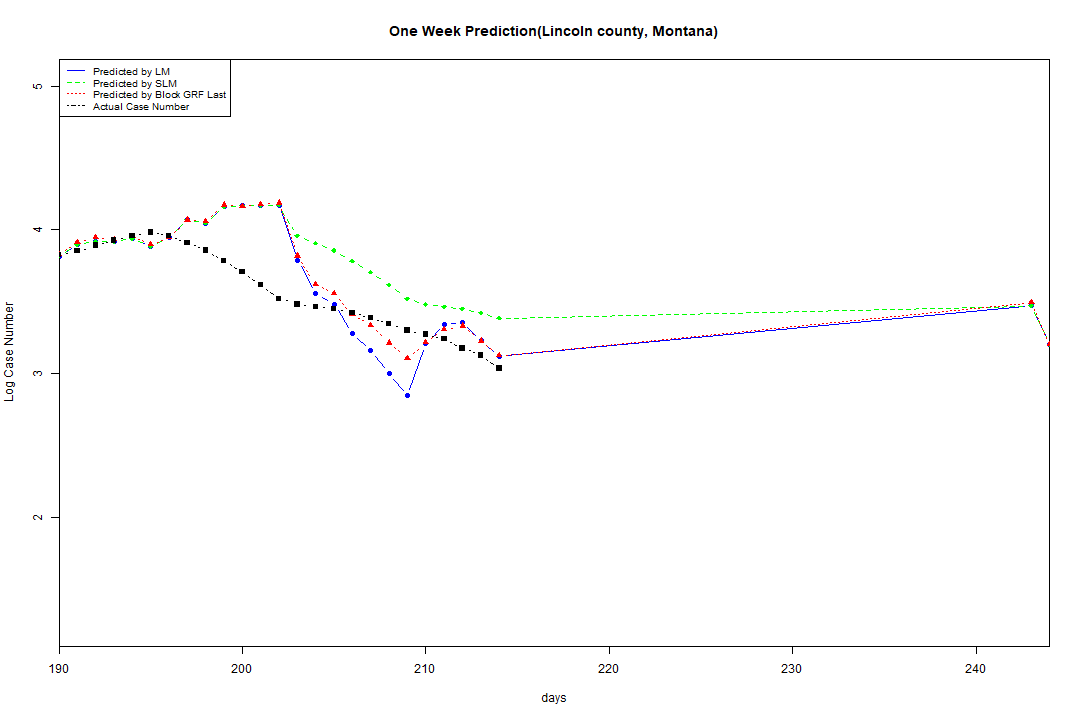 One Week Prediction(Lincoln county, Montana)
Predicted by LM
Predicted by SLM
Predicted by Block GRF Last
Actual Case Number
5
4
3
2
Log Case Number
190 200 210 220 230 240
days